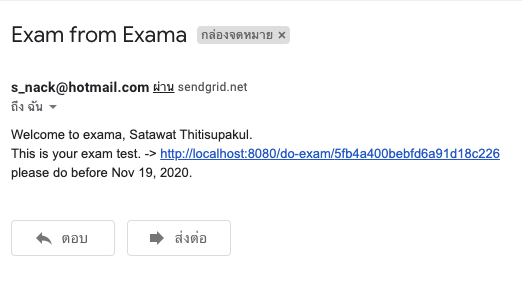 Exam from Exama กล่องจดหมาย ×
s_nack@hotmail.com ผ่าน sendgrid.net
ถึง ฉัน
Welcome to exama, Satawat Thitisupakul.
This is your exam test. -> http://localhost:8080/do-exam/5fb4a400bebfd6a91d18c226
please do before Nov 19, 2020.
ตอบ ส่งต่อ